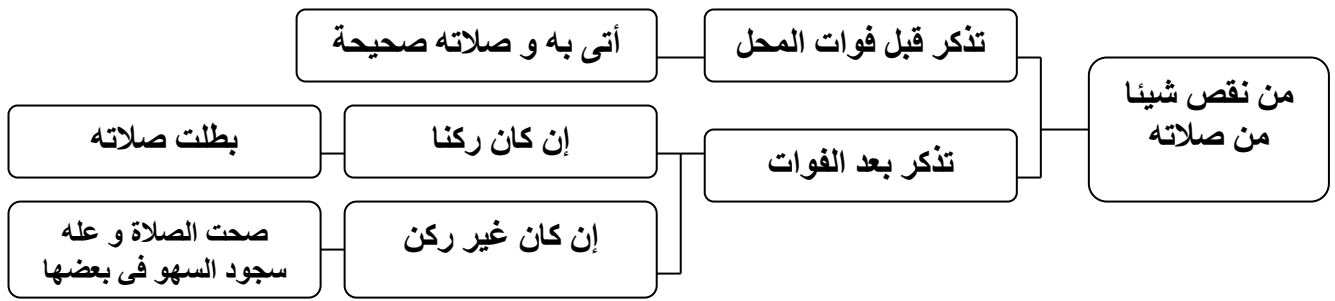 من نقص شيئا
من صلاته
تذكر قبل فوات المحل
أتى به و صلاته صحيحة
تذكر بعد الفوات
إن كان ركنا
بطلت صلاته
إن كان غير ركن
صحت الصلاة و عله
سجود السهو فى بعضها